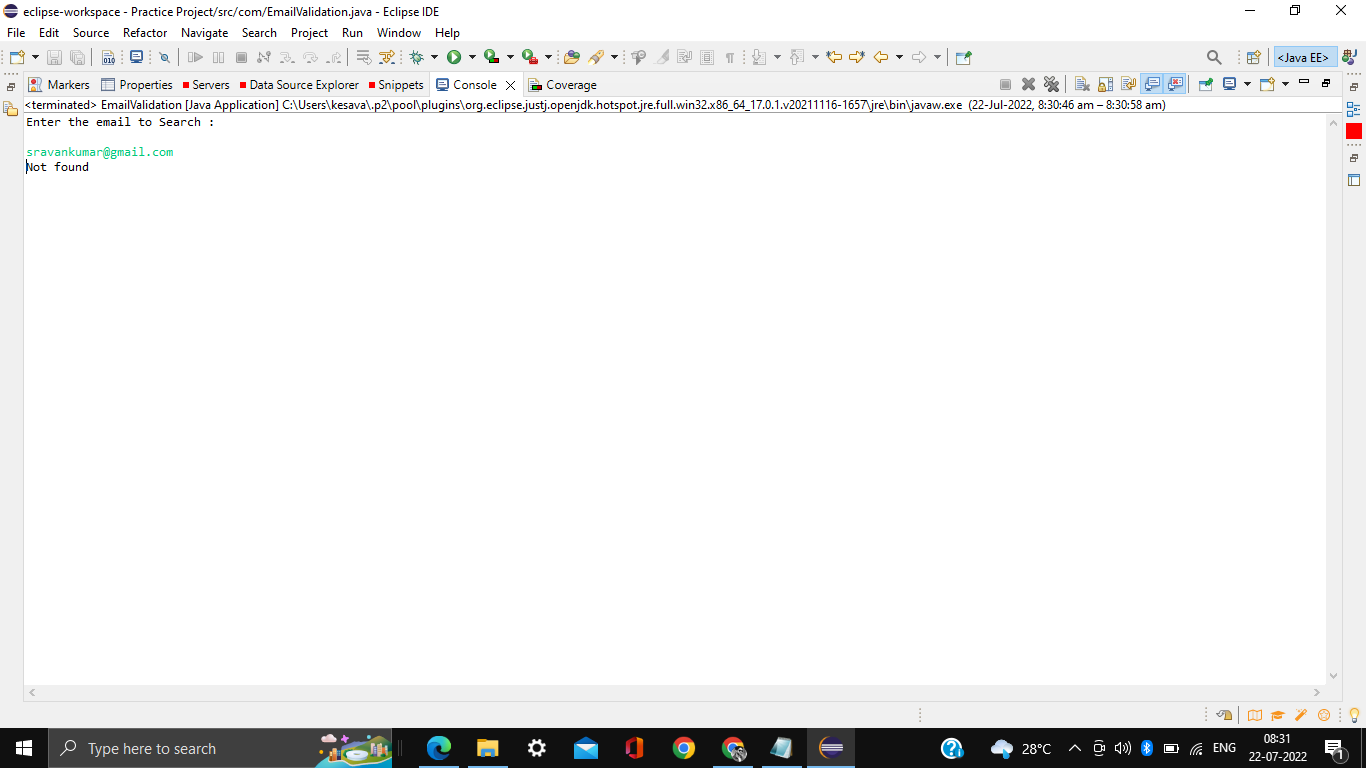 eclipse-workspace - Practice Project/src/com/EmailValidation.java - Eclipse IDE
File Edit Source Refactor Navigate Search Project Run Window Help
<Java EE>
Markers Properties Servers Data Source Explorer Snippets Console Coverage
<terminated> EmailValidation [Java Application] C:\Users\kesava\.p2\pool\plugins\org.eclipse.justj.openjdk.hotspot.jre.full.win32.x86_64_17.0.1.v20211116-1657\jre\bin\javaw.exe (22-Jul-2022, 8:30:46 am – 8:30:58 am)
Enter the email to Search :
sravankumar@gmail.com
Not found
Type here to search
28°C
ENG
08:31
22-07-2022
1